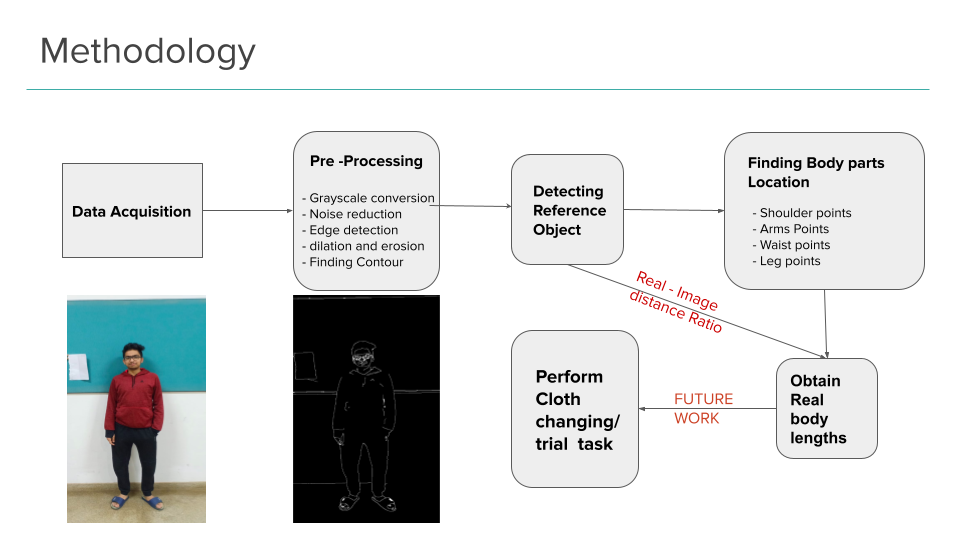 Methodology
Data Acquisition
Pre -Processing
- Grayscale conversion
- Noise reduction
- Edge detection
- dilation and erosion
- Finding Contour
Detecting
Reference
Object
Finding Body parts
Location
- Shoulder points
- Arms Points
- Waist points
- Leg points
Real - Image
distance Ratio
Obtain
Real
body
lengths
FUTURE
WORK
Perform
Cloth
changing/
trial task